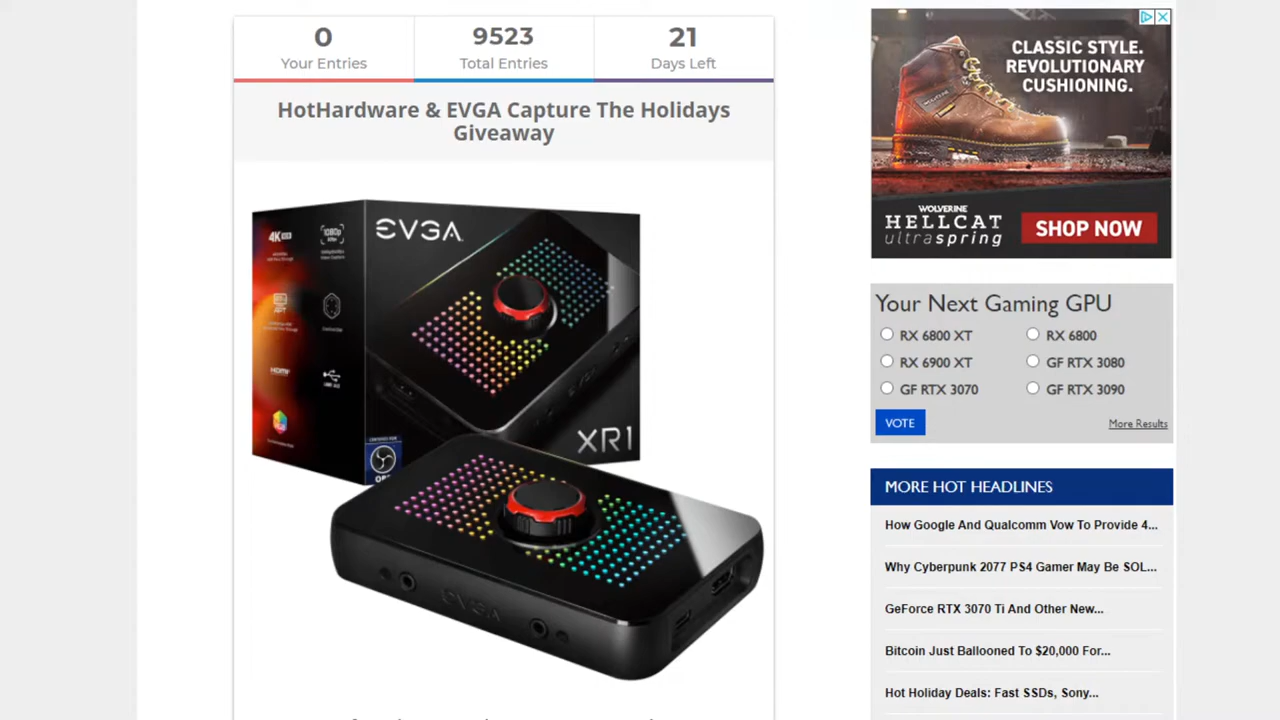 0
Your Entries
9523
Total Entries
21
Days Left
HotHardware & EVGA Capture The Holidays
Giveaway
EVGA
4K
1080p
HDMI
XR1
EVGA
CLASSIC STYLE.
REVOLUTIONARY
CUSHIONING.
WOLVERINE
HELLCAT
ultraspring
SHOP NOW
Your Next Gaming GPU
RX 6800 XT
RX 6800
RX 6900 XT
GF RTX 3080
GF RTX 3070
GF RTX 3090
VOTE
More Results
MORE HOT HEADLINES
How Google And Qualcomm Vow To Provide 4...
Why Cyberpunk 2077 PS4 Gamer May Be SOL...
GeForce RTX 3070 Ti And Other New...
Bitcoin Just Ballooned To $20,000 For...
Hot Holiday Deals: Fast SSDs, Sony...